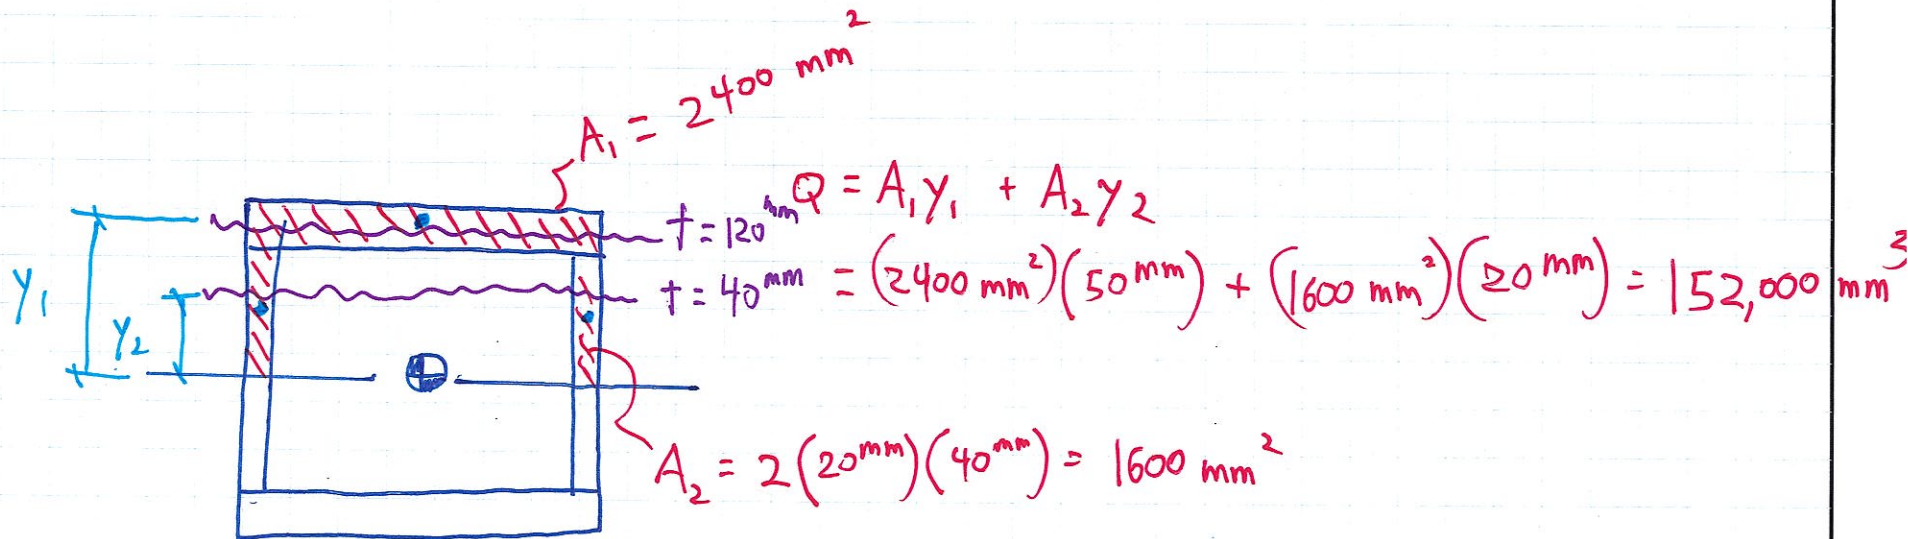 A₁ = 2400 mm²
Q = A₁y₁ + A₂y₂
t = 120 mm
t = 40 mm
= (2400 mm²)(50 mm) + (1600 mm²)(20 mm) = 152,000 mm³
y₁
y₂
A₂ = 2(20 mm)(40 mm) = 1600 mm²